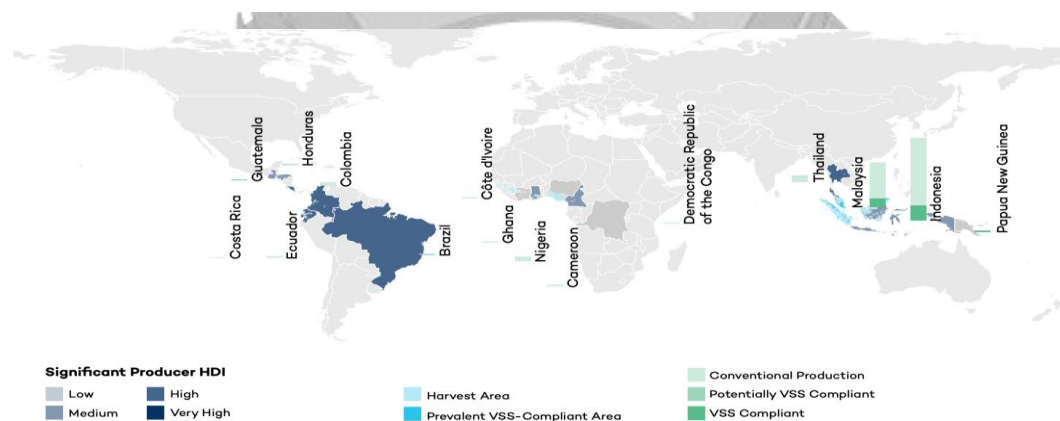 Guatemala
Honduras
Colombia
Costa Rica
Ecuador
Brazil
Côte d'Ivoire
Ghana
Nigeria
Cameroon
Democratic Republic
of the Congo
Thailand
Malaysia
Indonesia
Papua New Guinea
Significant Producer HDI
Low
High
Medium
Very High
Harvest Area
Prevalent VSS-Compliant Area
Conventional Production
Potentially VSS Compliant
VSS Compliant